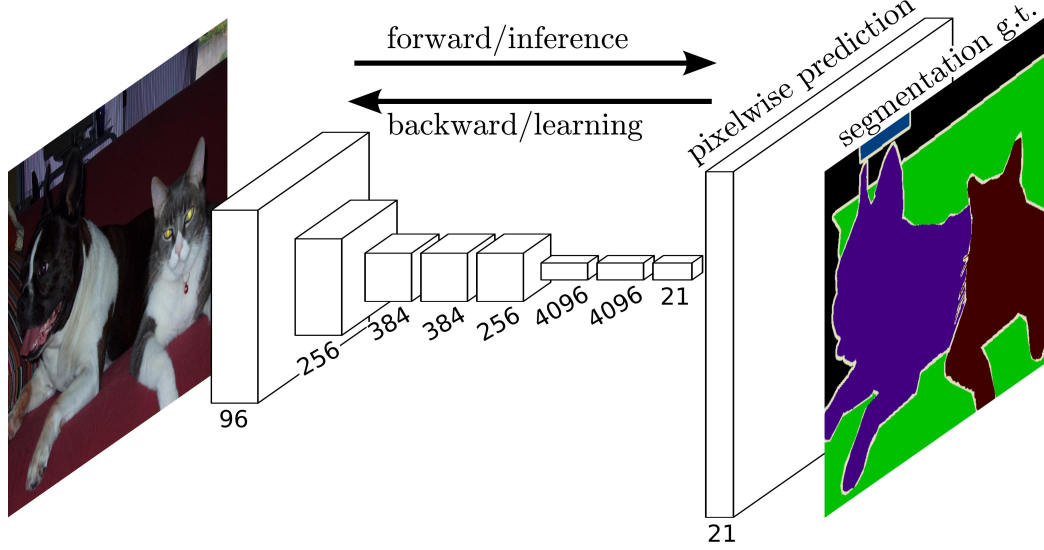 forward/inference
backward/learning
pixelwise prediction
segmentation g.t.
96
256
384
384
256
4096
4096
21
21